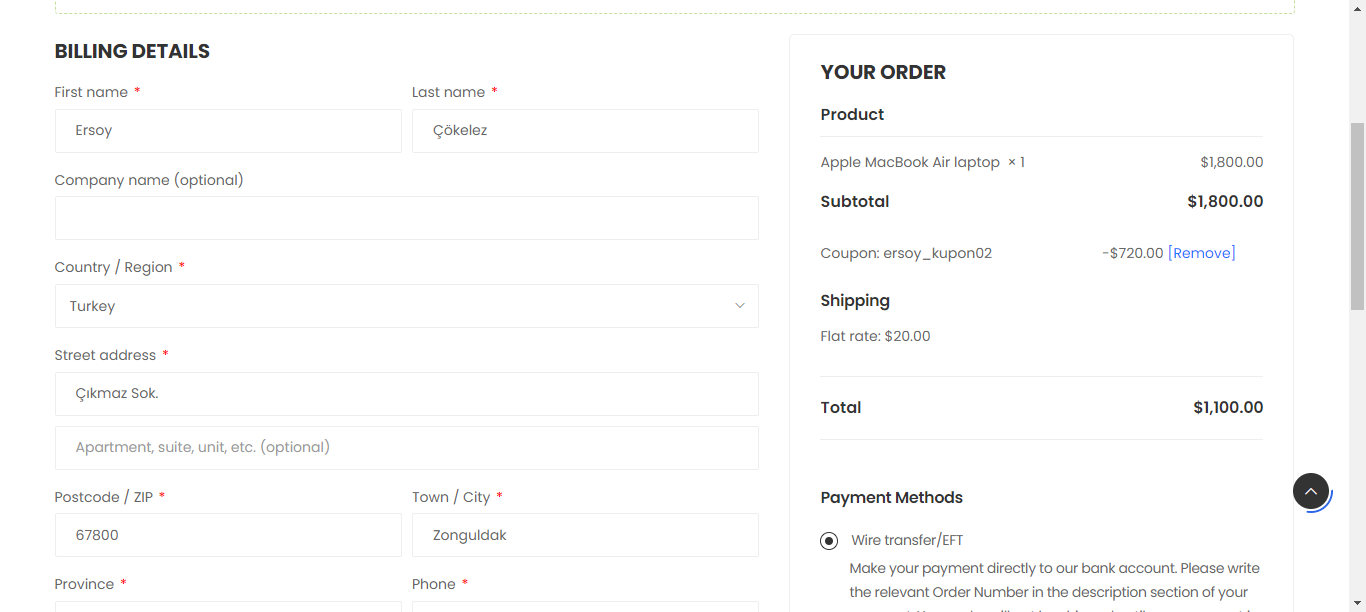 BILLING DETAILS
First name *
Last name *
Ersoy
Çökelez
Company name (optional)
Country / Region *
Turkey
Street address *
Çıkmaz Sok.
Apartment, suite, unit, etc. (optional)
Postcode / ZIP *
Town / City *
67800
Zonguldak
Province *
Phone *
YOUR ORDER
Product
Apple MacBook Air laptop × 1 $1,800.00
Subtotal $1,800.00
Coupon: ersoy_kupon02 -$720.00 [Remove]
Shipping
Flat rate: $20.00
Total $1,100.00
Payment Methods
Wire transfer/EFT
Make your payment directly to our bank account. Please write
the relevant Order Number in the description section of your